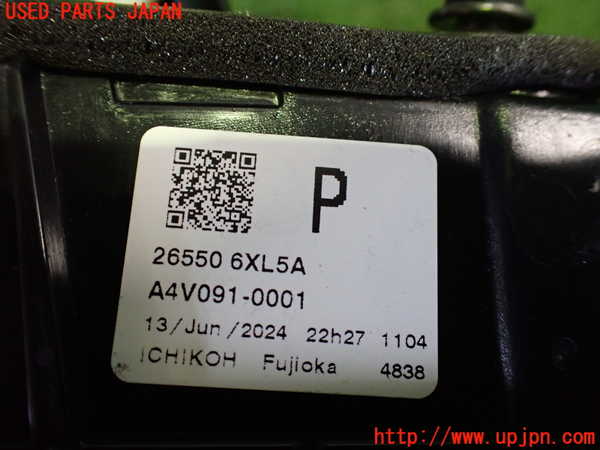 USED PARTS JAPAN
P
26550 6XL5A
A4V091-0001
13/Jun/2024 22h27 1104
ICHIKOH Fujioka 4838
http://www.upjpn.com/